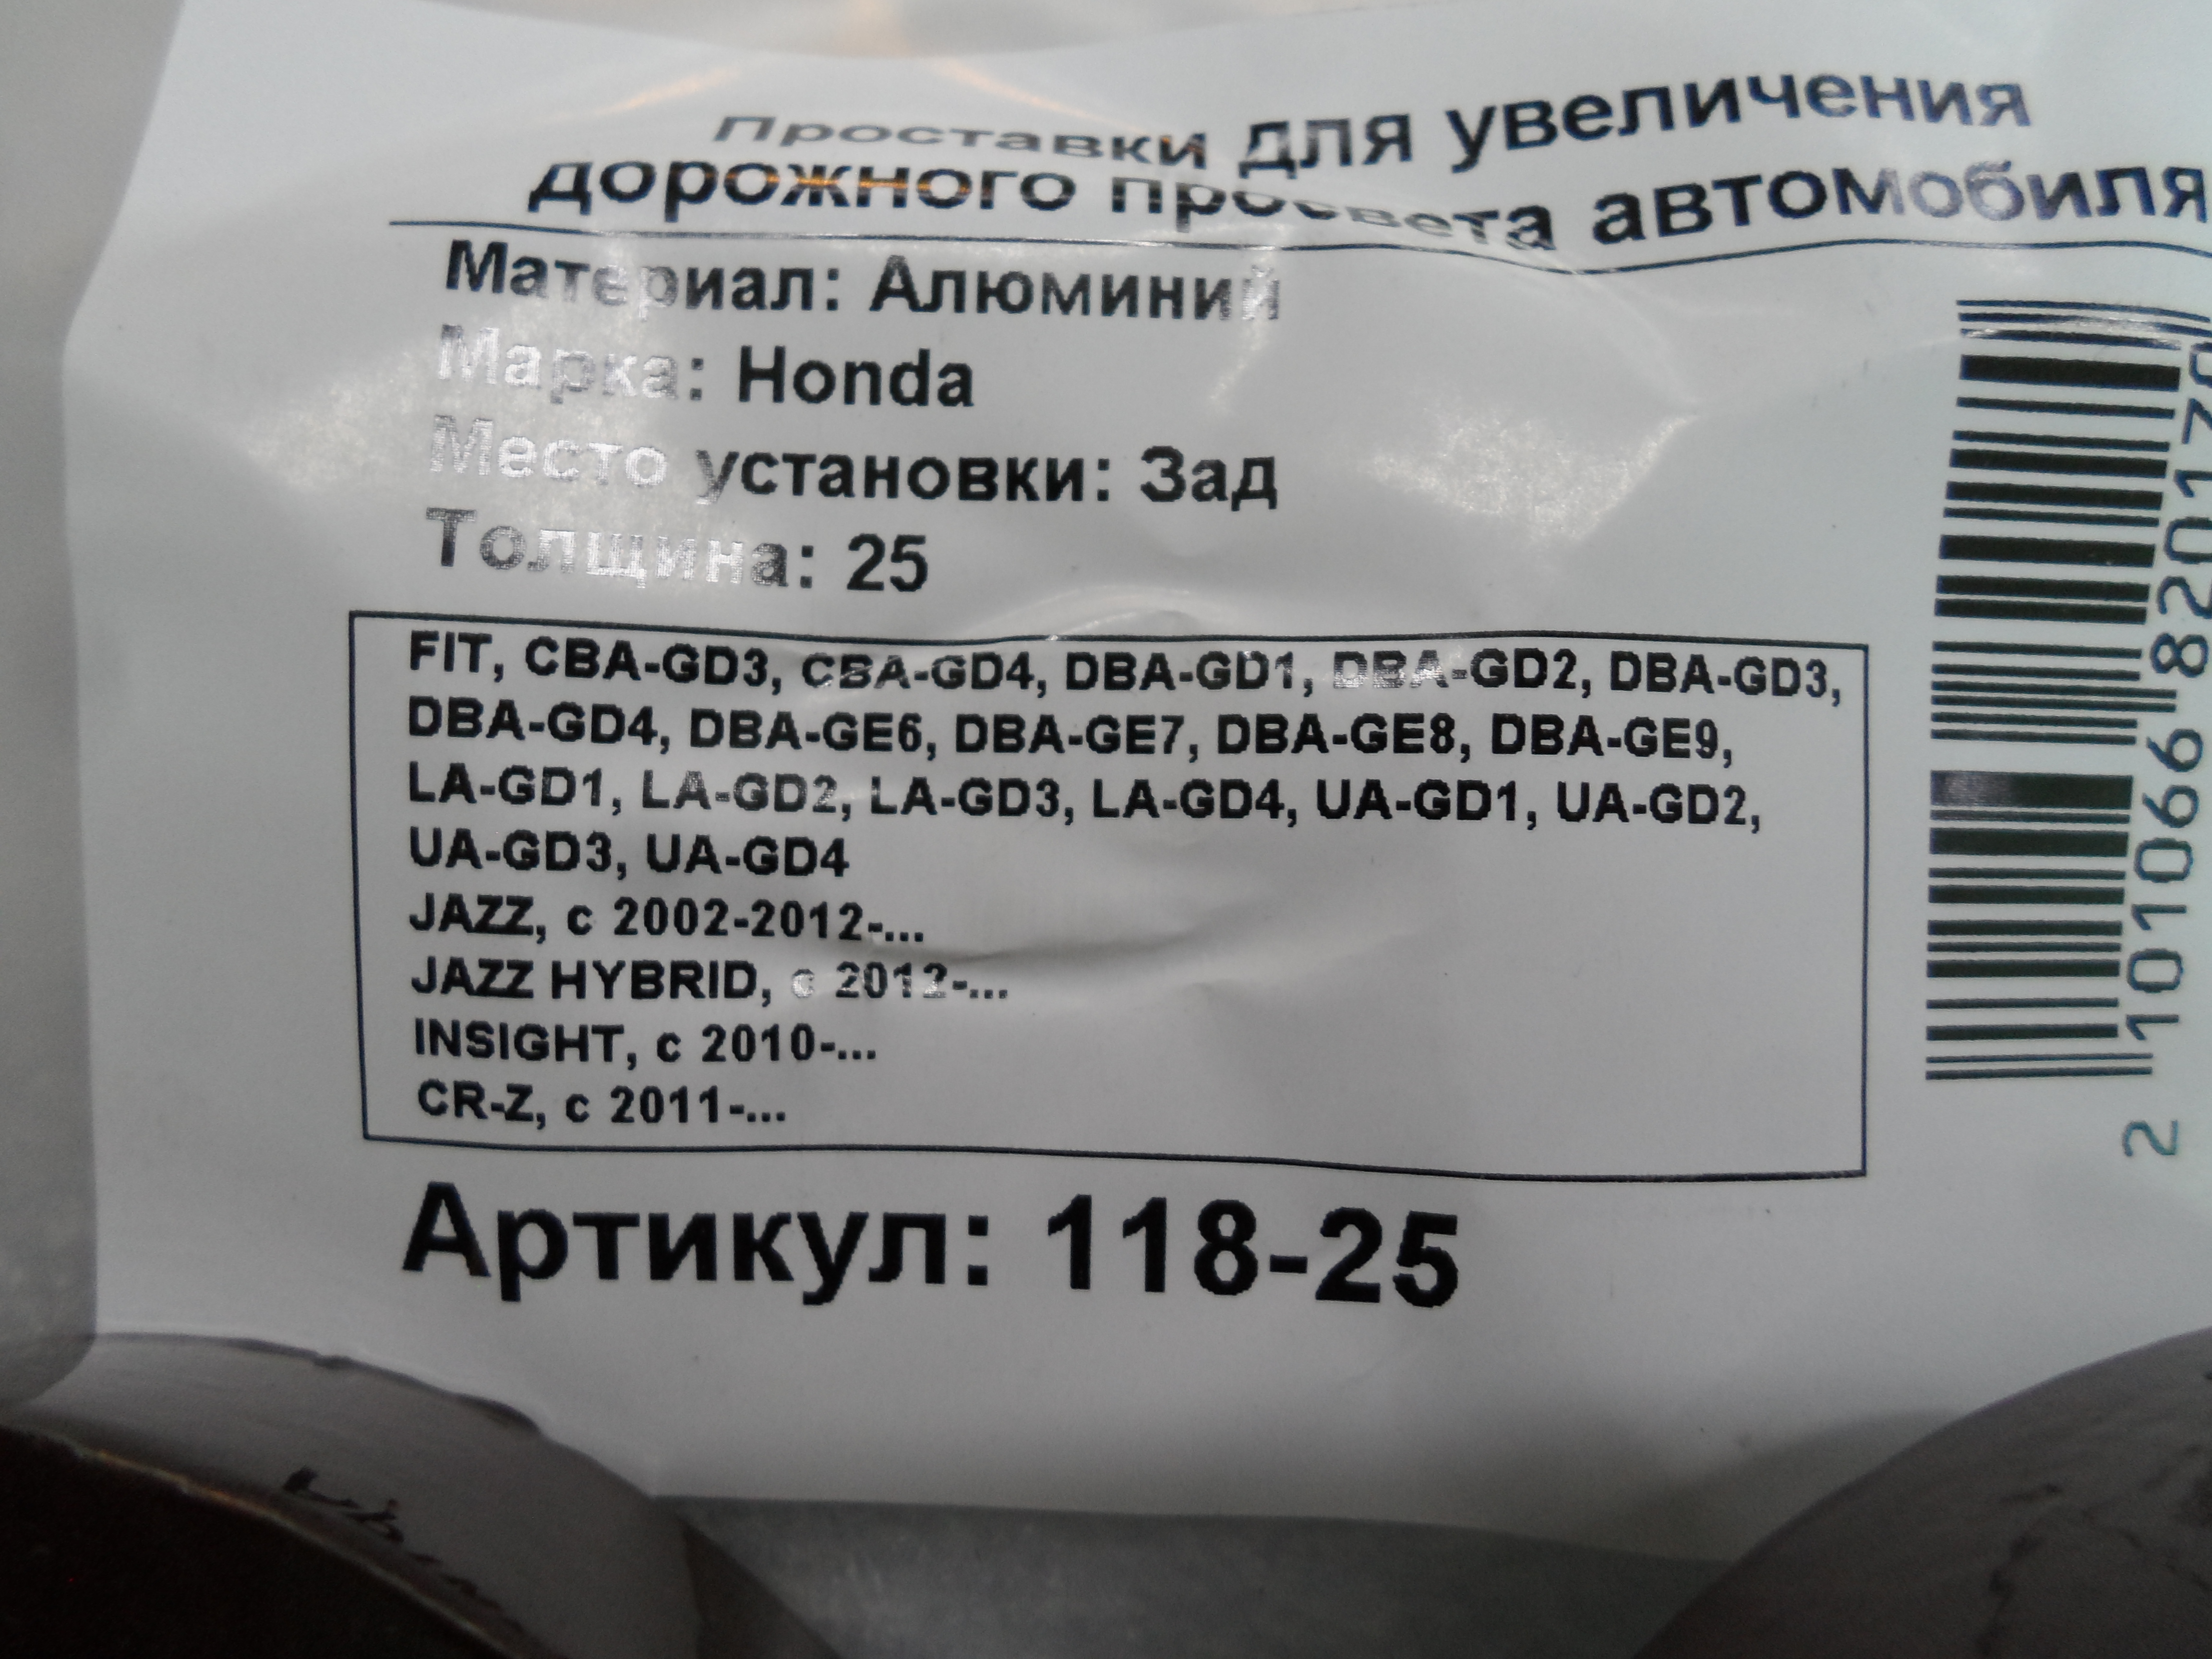 Проставки для увеличения
дорожного просвета автомобиля
Материал: Алюминий
Марка: Honda
Место установки: Зад
Толщина: 25
FIT, CBA-GD3, CBA-GD4, DBA-GD1, DBA-GD2, DBA-GD3,
DBA-GD4, DBA-GE6, DBA-GE7, DBA-GE8, DBA-GE9,
LA-GD1, LA-GD2, LA-GD3, LA-GD4, UA-GD1, UA-GD2,
UA-GD3, UA-GD4
JAZZ, с 2002-2012-...
JAZZ HYBRID, с 2012-...
INSIGHT, с 2010-...
CR-Z, с 2011-...
Артикул: 118-25
2 101066